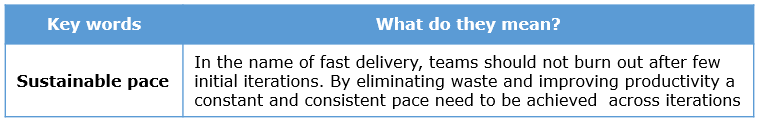 Key words
What do they mean?
Sustainable pace
In the name of fast delivery, teams should not burn out after few
initial iterations. By eliminating waste and improving productivity a
constant and consistent pace need to be achieved  across iterations